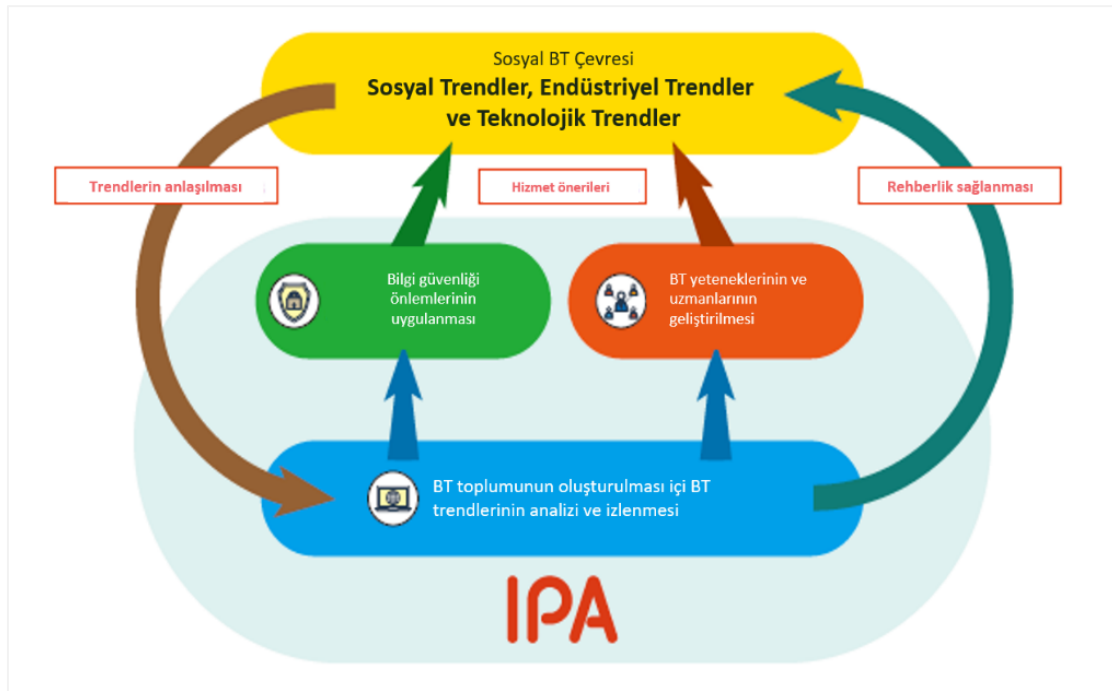 Sosyal BT Çevresi
Sosyal Trendler, Endüstriyel Trendler
ve Teknolojik Trendler
Trendlerin anlaşılması
Hizmet önerileri
Rehberlik sağlanması
Bilgi güvenliği
önlemlerinin
uygulanması
BT yeteneklerinin ve
uzmanlarının
geliştirilmesi
BT toplumunun oluşturulması içi BT
trendlerinin analizi ve izlenmesi
IPA